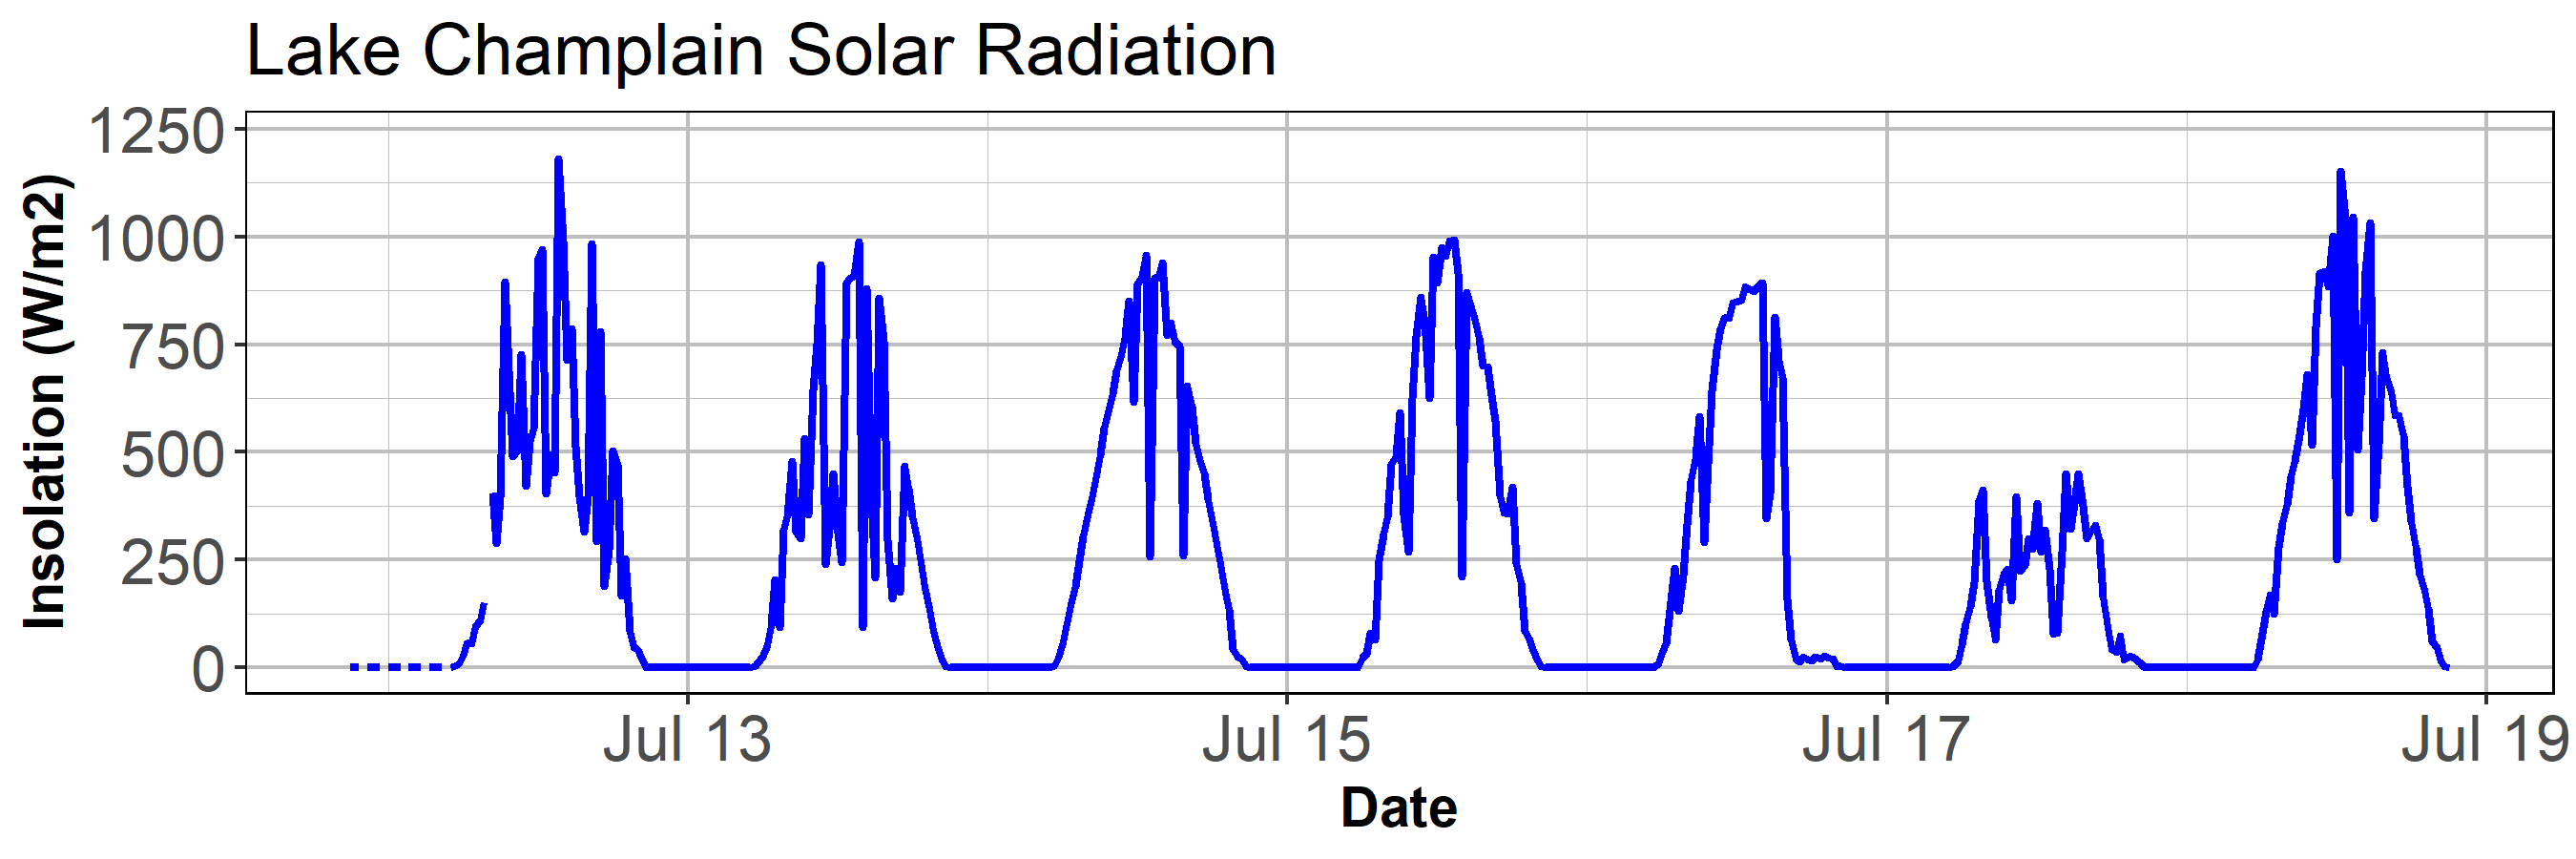 Lake Champlain Solar Radiation
Insolation (W/m2)
1250
1000
750
500
250
0
Jul 13
Jul 15
Jul 17
Jul 19
Date